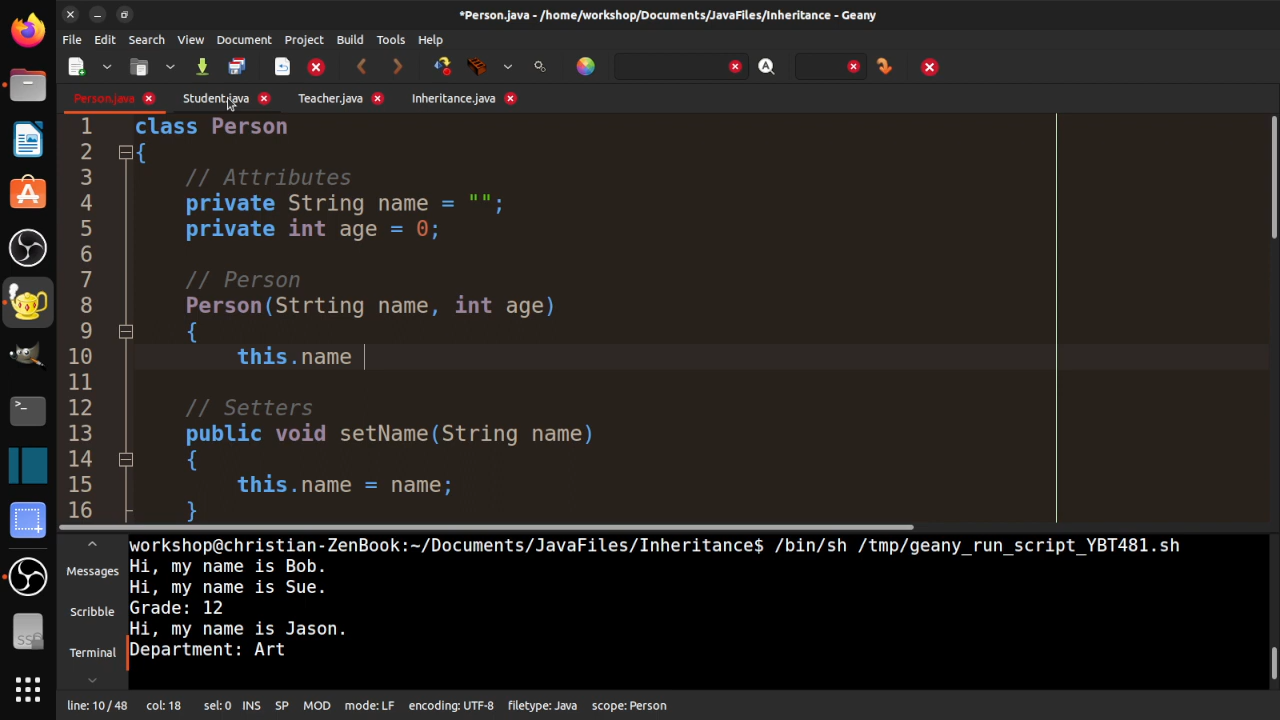 *Person.java - /home/workshop/Documents/JavaFiles/Inheritance - Geany
File Edit Search View Document Project Build Tools Help
Person.java Student.java Teacher.java Inheritance.java
1 class Person
2 {
3 // Attributes
4 private String name = "";
5 private int age = 0;
6
7 // Person
8 Person(Strting name, int age)
9 {
10 this.name
11
12 // Setters
13 public void setName(String name)
14 {
15 this.name = name;
16 }
Messages
Scribble
Terminal
workshop@christian-ZenBook:~/Documents/JavaFiles/Inheritance$ /bin/sh /tmp/geany_run_script_YBT481.sh
Hi, my name is Bob.
Hi, my name is Sue.
Grade: 12
Hi, my name is Jason.
Department: Art
line: 10 / 48 col: 18 sel: 0 INS SP MOD mode: LF encoding: UTF-8 filetype: Java scope: Person